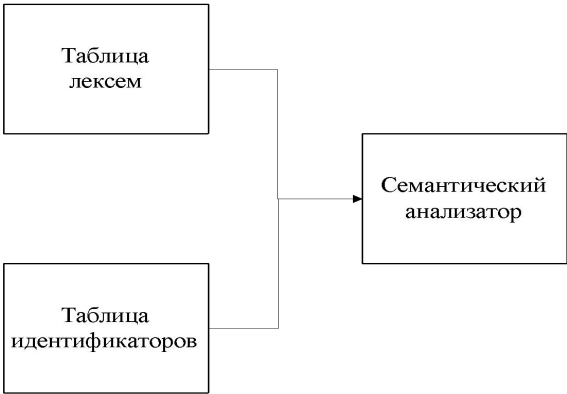 Таблица
лексем
Семантический
анализатор
Таблица
идентификаторов